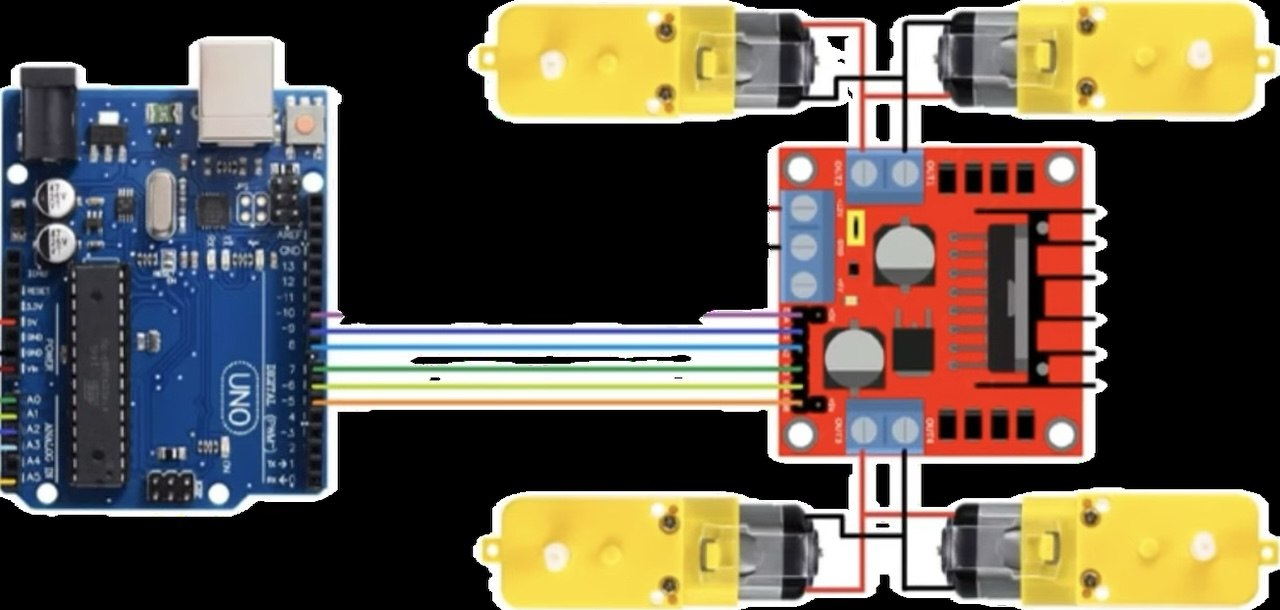 AREF
GND
13
12
-11
-10
-9
8
7
-6
-5
4
-3
2
TX→1
RX←0
DIGITAL (PWM~)
UNO
RESET
3.3V
5V
GND
GND
Vin
POWER
A0
A1
A2
A3
A4
A5
ANALOG IN
ON
OUT2
OUT1
OUT3
OUT4